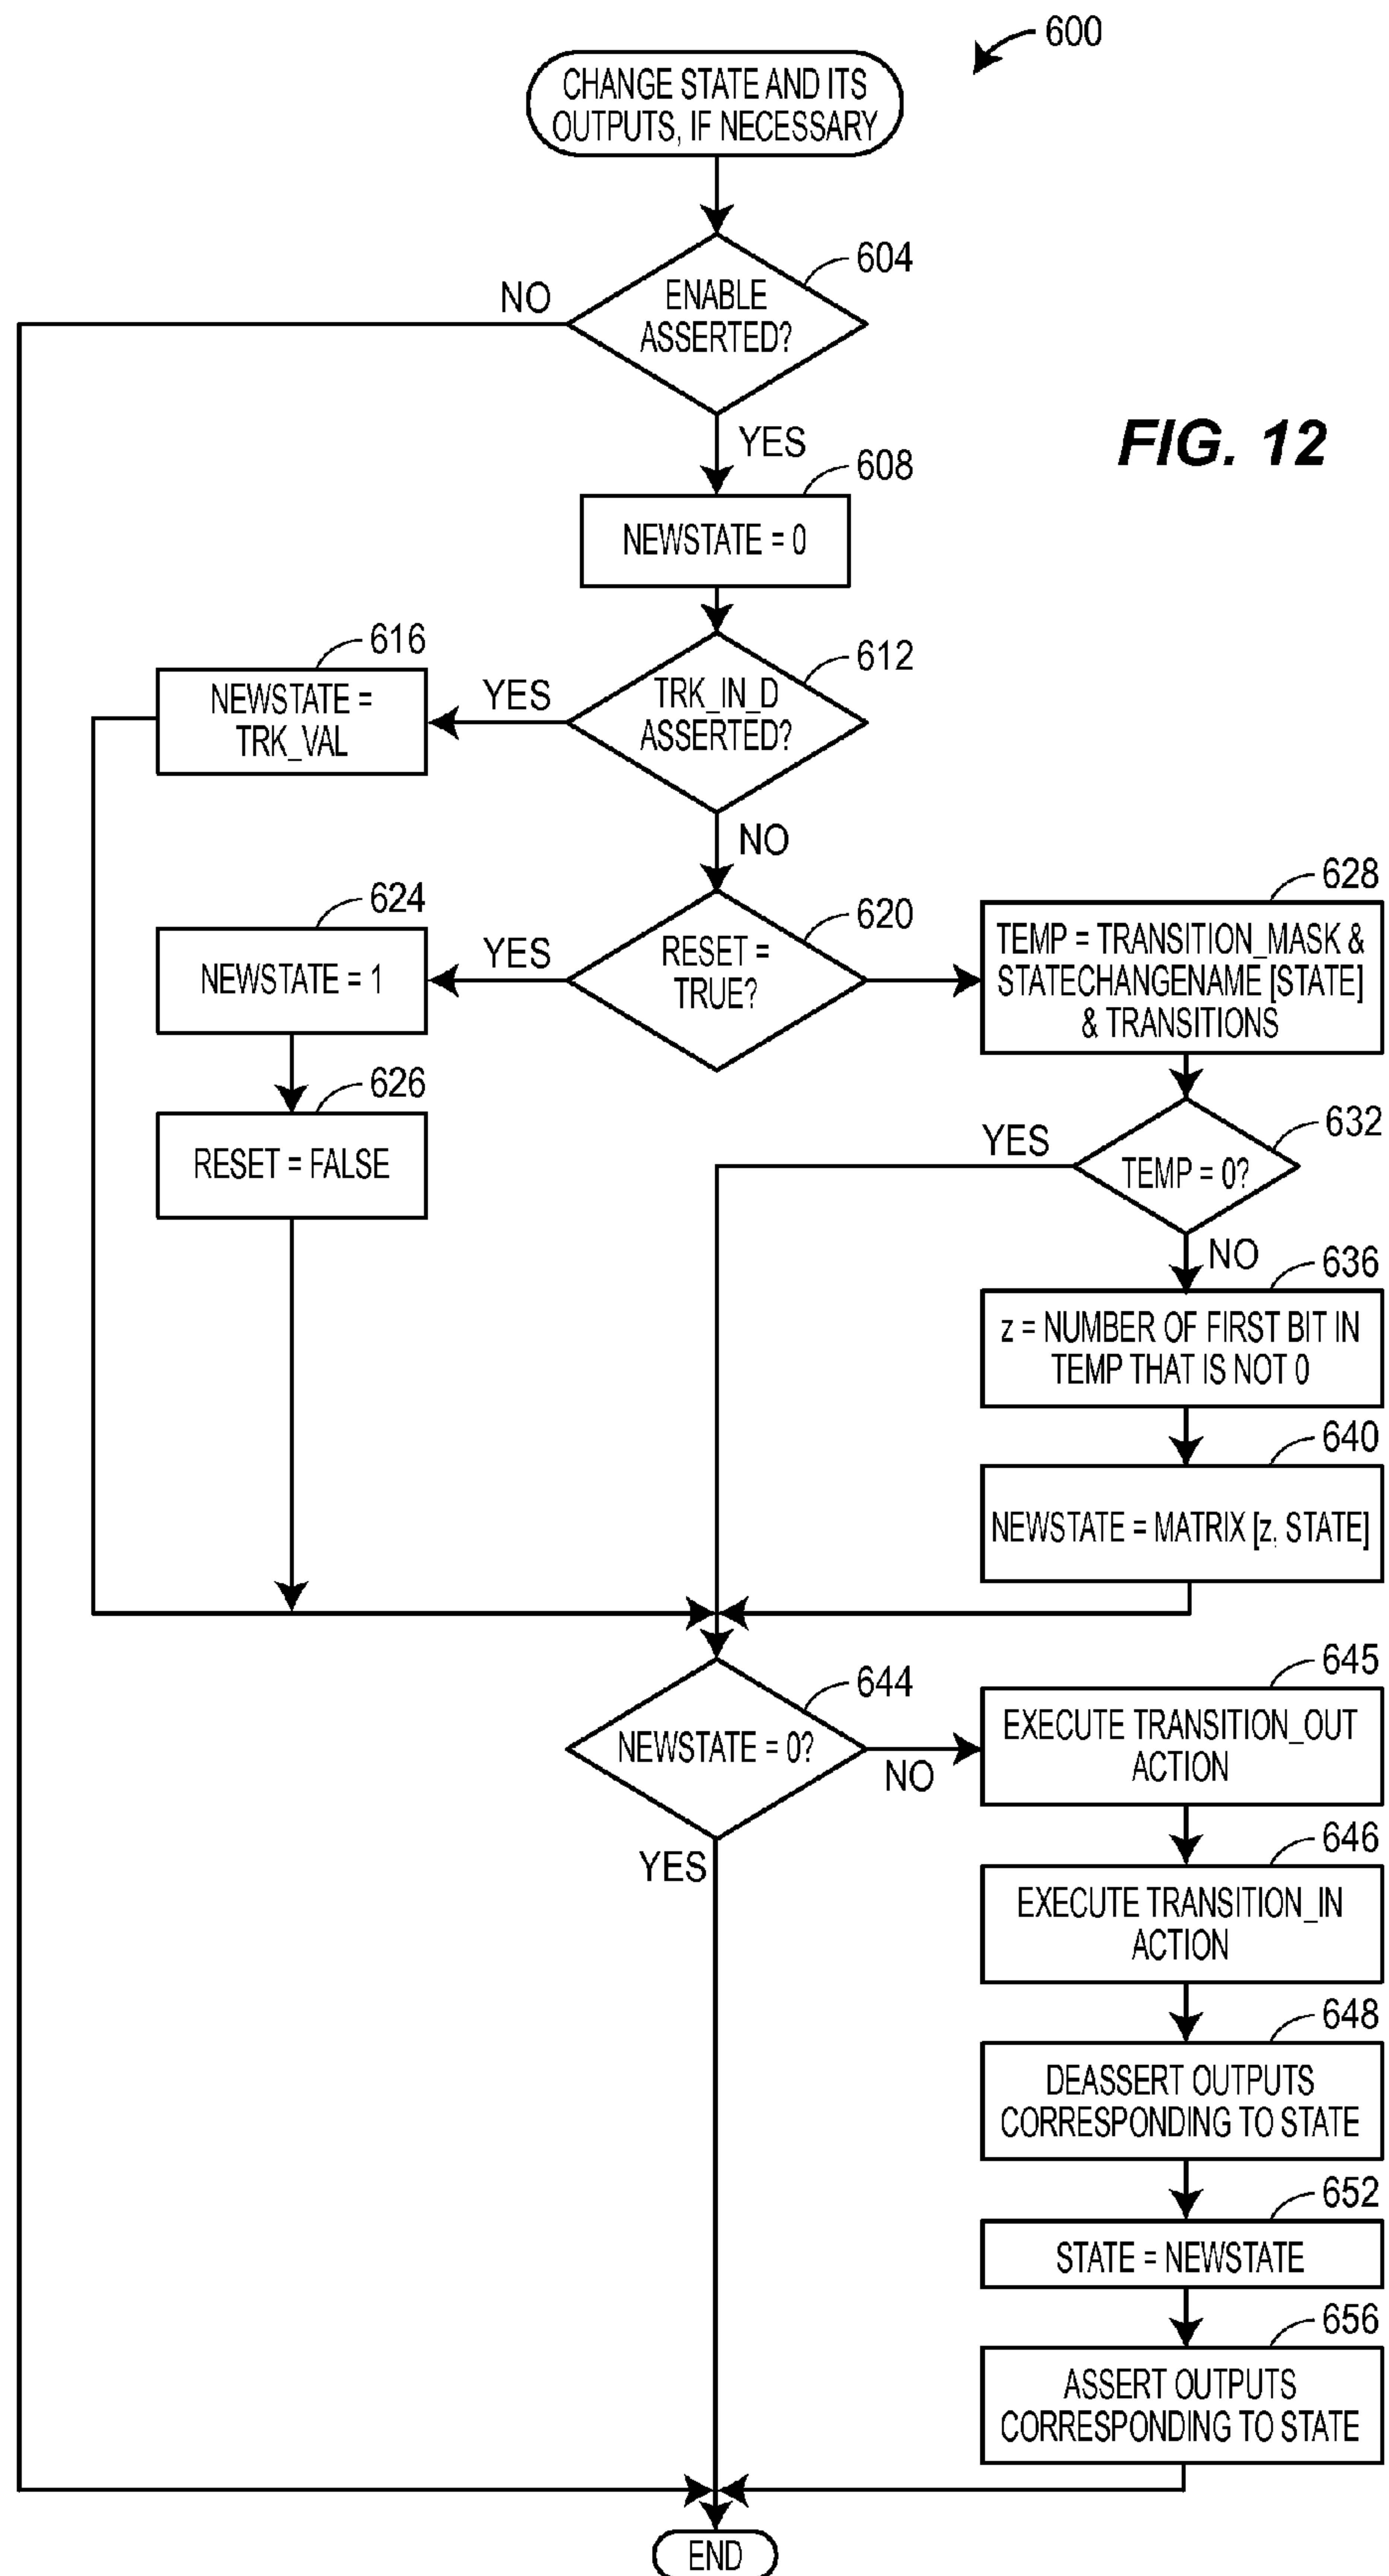 600
CHANGE STATE AND ITS
OUTPUTS, IF NECESSARY
604
NO
ENABLE
ASSERTED?
FIG. 12
YES
608
NEWSTATE = 0
616
612
NEWSTATE =
TRK_VAL
YES
TRK_IN_D
ASSERTED?
NO
628
624
620
NEWSTATE = 1
YES
RESET =
TRUE?
TEMP = TRANSITION_MASK &
STATECHANGENAME [STATE]
& TRANSITIONS
626
RESET = FALSE
632
YES
TEMP = 0?
NO
636
z = NUMBER OF FIRST BIT IN
TEMP THAT IS NOT 0
640
NEWSTATE = MATRIX [z, STATE]
644
645
NEWSTATE = 0?
NO
EXECUTE TRANSITION_OUT
ACTION
YES
646
EXECUTE TRANSITION_IN
ACTION
648
DEASSERT OUTPUTS
CORRESPONDING TO STATE
652
STATE = NEWSTATE
656
ASSERT OUTPUTS
CORRESPONDING TO STATE
END